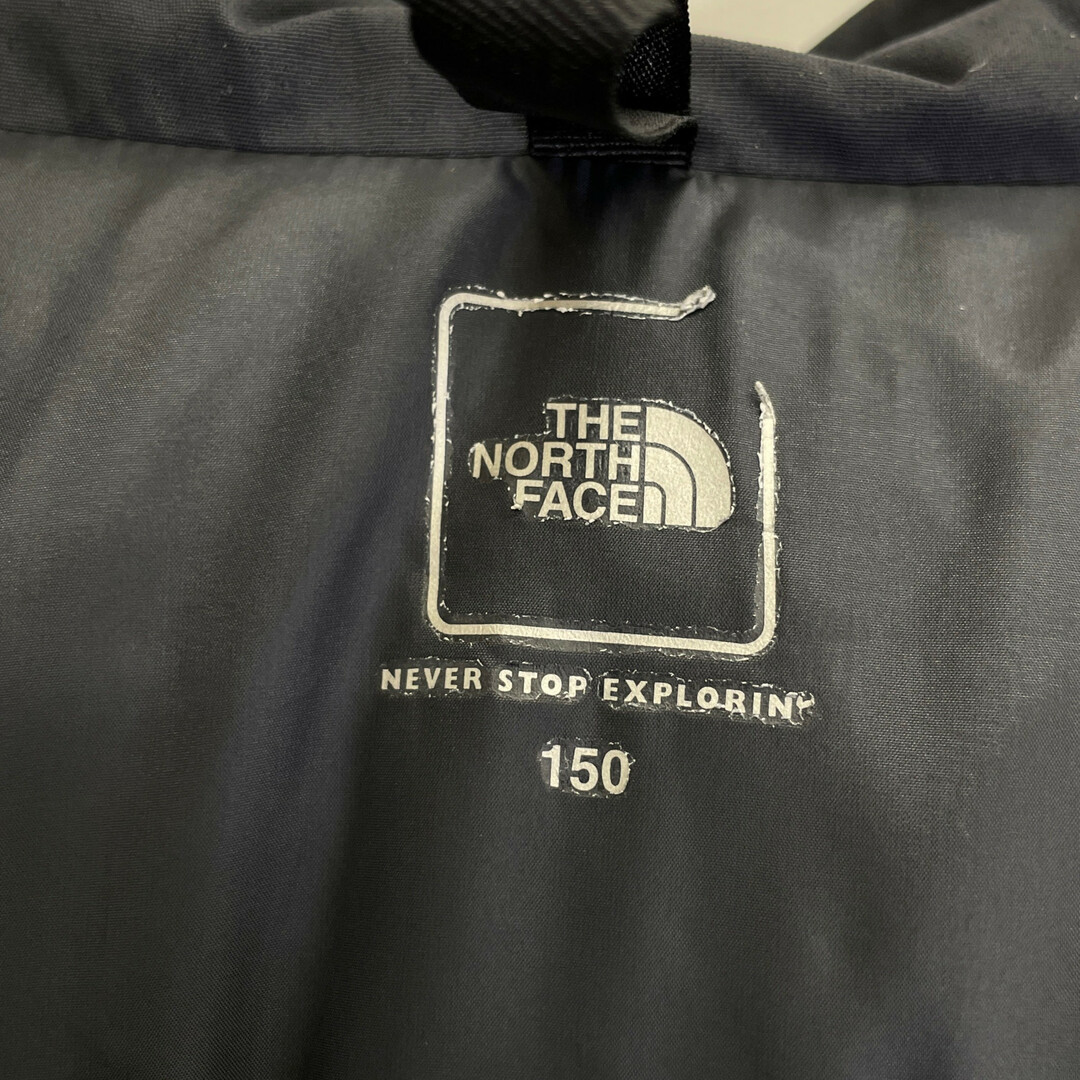 THE
NORTH
FACE
NEVER STOP EXPLORIN
150